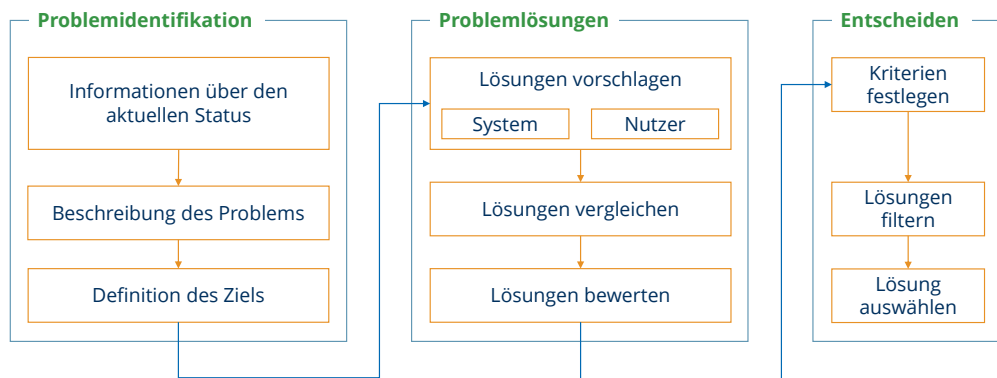 Problemidentifikation
Informationen über den
aktuellen Status
Beschreibung des Problems
Definition des Ziels
Problemlösungen
Lösungen vorschlagen
System
Nutzer
Lösungen vergleichen
Lösungen bewerten
Entscheiden
Kriterien
festlegen
Lösungen
filtern
Lösung
auswählen